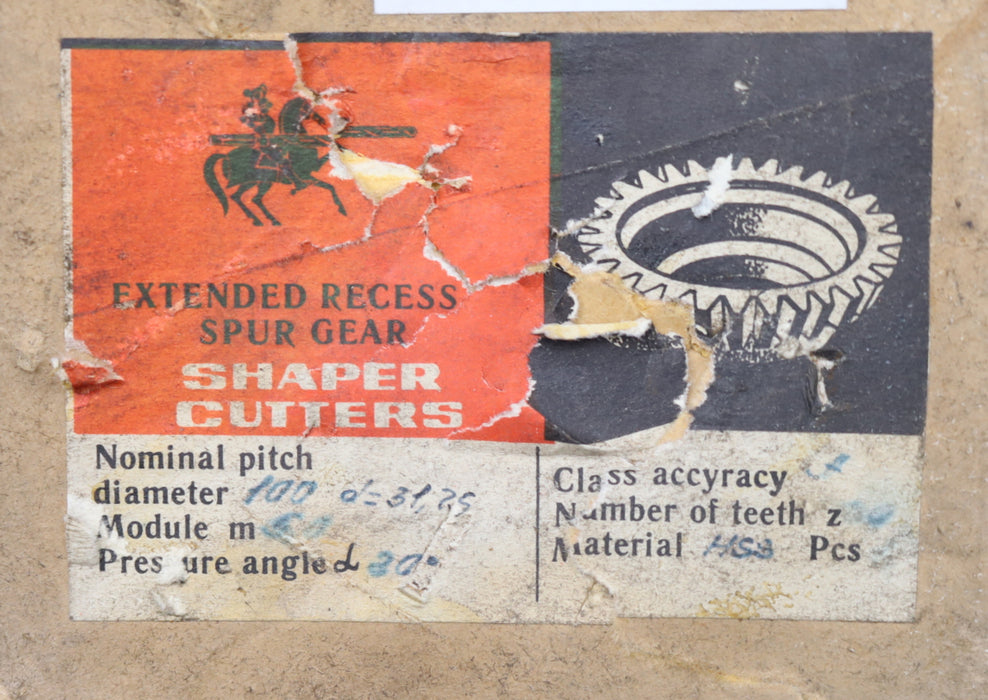 EXTENDED RECESS
SPUR GEAR
SHAPER
CUTTERS
Nominal pitch
diameter 100 d=31,75
Module m
Pressure angle α 20°
Class accyracy A
Number of teeth z
Material HSS Pcs